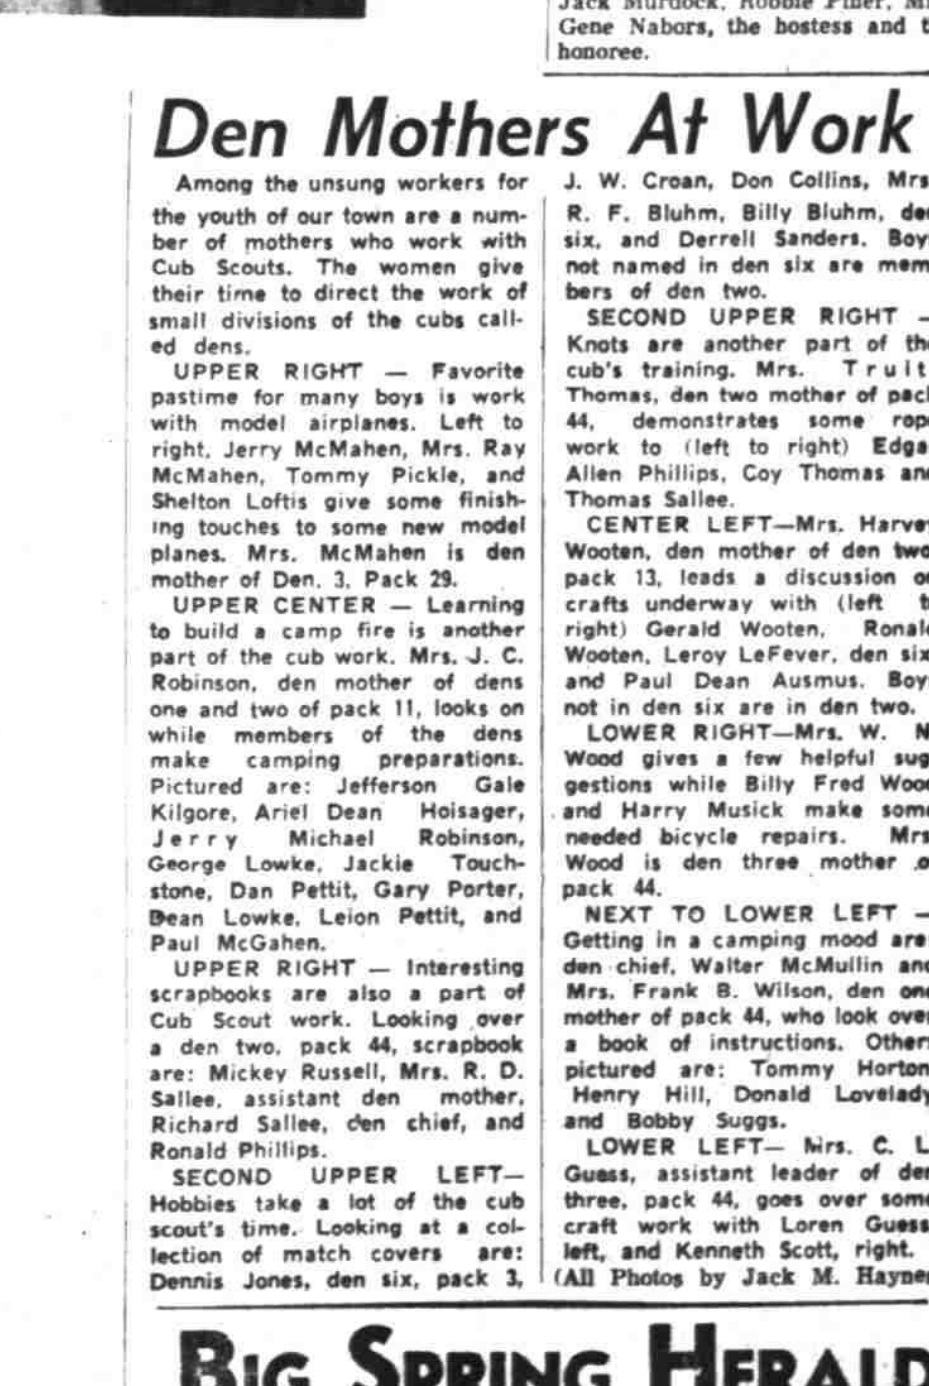 Jack Murdock, Robbie Piner, M
Gene Nabors, the hostess and t
honoree.
Den Mothers At Work
Among the unsung workers for
the youth of our town are a num-
ber of mothers who work with
Cub Scouts. The women give
their time to direct the work of
small divisions of the cubs call-
ed dens.
UPPER RIGHT — Favorite
pastime for many boys is work
with model airplanes. Left to
right, Jerry McMahen, Mrs. Ray
McMahen, Tommy Pickle, and
Shelton Loftis give some finish-
ing touches to some new model
planes. Mrs. McMahen is den
mother of Den. 3, Pack 29.
UPPER CENTER — Learning
to build a camp fire is another
part of the cub work. Mrs. J. C.
Robinson, den mother of dens
one and two of pack 11, looks on
while members of the dens
make camping preparations.
Pictured are: Jefferson Gale
Kilgore, Ariel Dean Hoisager,
Jerry Michael Robinson,
George Lowke, Jackie Touch-
stone, Dan Pettit, Gary Porter,
Dean Lowke, Leion Pettit, and
Paul McGahen.
UPPER RIGHT — Interesting
scrapbooks are also a part of
Cub Scout work. Looking over
a den two, pack 44, scrapbook
are: Mickey Russell, Mrs. R. D.
Sallee, assistant den mother,
Richard Sallee, den chief, and
Ronald Phillips.
SECOND UPPER LEFT—
Hobbies take a lot of the cub
scout's time. Looking at a col-
lection of match covers are:
Dennis Jones, den six, pack 3,
J. W. Croan, Don Collins, Mrs
R. F. Bluhm, Billy Bluhm, de
six, and Derrell Sanders. Boy
not named in den six are mem
bers of den two.
SECOND UPPER RIGHT —
Knots are another part of th
cub's training. Mrs. Truit
Thomas, den two mother of pac
44, demonstrates some rop
work to (left to right) Edga
Allen Phillips, Coy Thomas an
Thomas Sallee.
CENTER LEFT—Mrs. Harve
Wooten, den mother of den two
pack 13, leads a discussion o
crafts underway with (left t
right) Gerald Wooten, Ronal
Wooten, Leroy LeFever, den six
and Paul Dean Ausmus. Boy
not in den six are in den two.
LOWER RIGHT—Mrs. W. N
Wood gives a few helpful sug
gestions while Billy Fred Woo
and Harry Musick make som
needed bicycle repairs. Mrs
Wood is den three mother o
pack 44.
NEXT TO LOWER LEFT —
Getting in a camping mood are
den chief, Walter McMullin an
Mrs. Frank B. Wilson, den on
mother of pack 44, who look ove
a book of instructions. Other
pictured are: Tommy Horton
Henry Hill, Donald Lovelady
and Bobby Suggs.
LOWER LEFT— Mrs. C. L
Guess, assistant leader of de
three, pack 44, goes over som
craft work with Loren Guess
left, and Kenneth Scott, right.
(All Photos by Jack M. Hayne
BIG SPRING HERALD